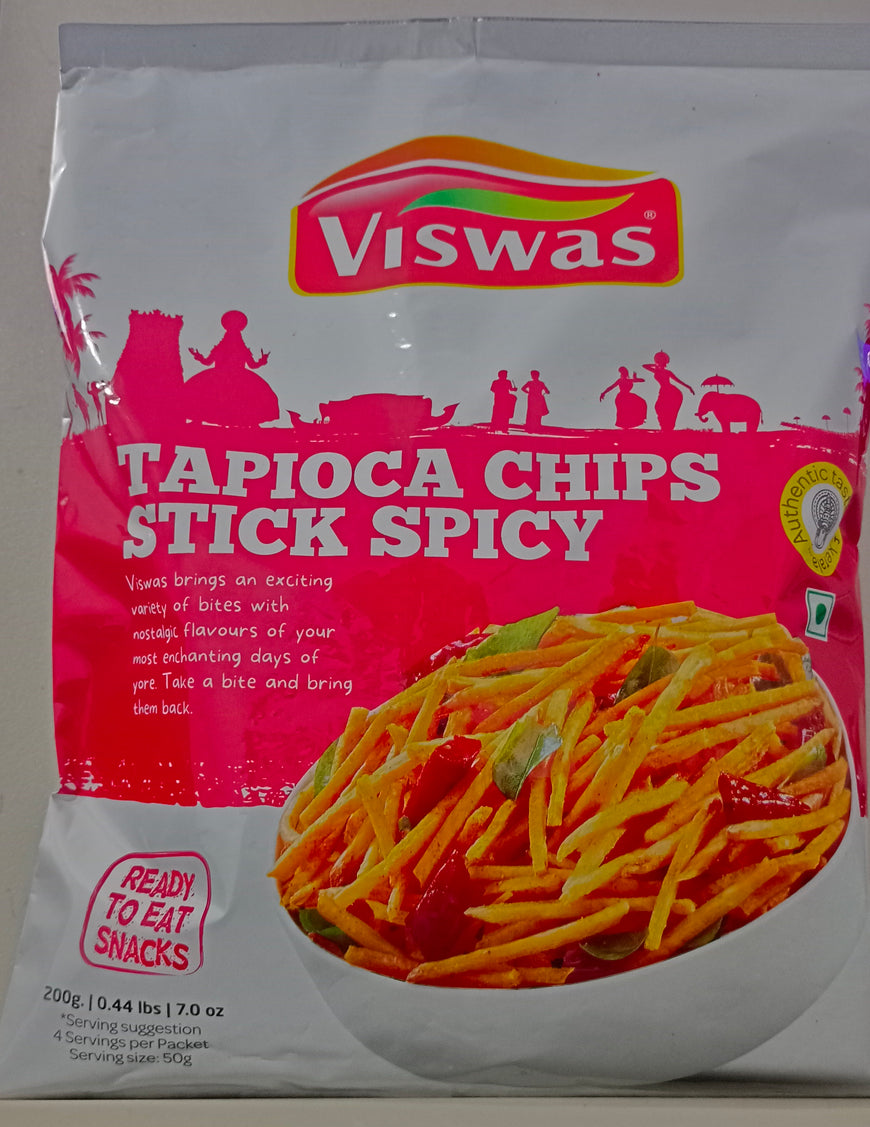 Viswas®
TAPIOCA CHIPS
STICK SPICY
Viswas brings an exciting
variety of bites with
nostalgic flavours of your
most enchanting days of
yore. Take a bite and bring
them back.
Authentic
Kerala
READY
TO EAT
SNACKS
200g. | 0.44 lbs | 7.0 oz
*Serving suggestion
4 Servings per Packet
Serving size: 50g